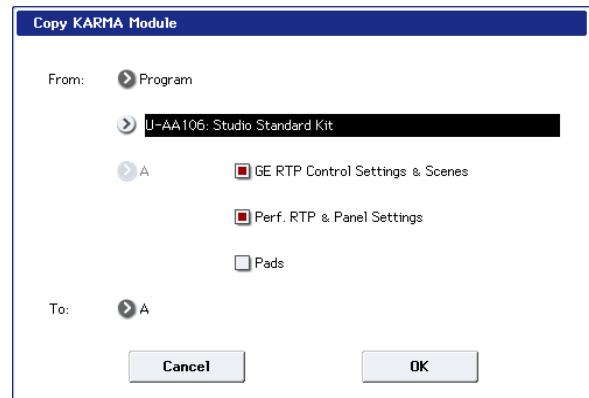 Copy KARMA Module
From: Program
U-AA106: Studio Standard Kit
A GE RTP Control Settings & Scenes
Perf. RTP & Panel Settings
Pads
To: A
Cancel OK